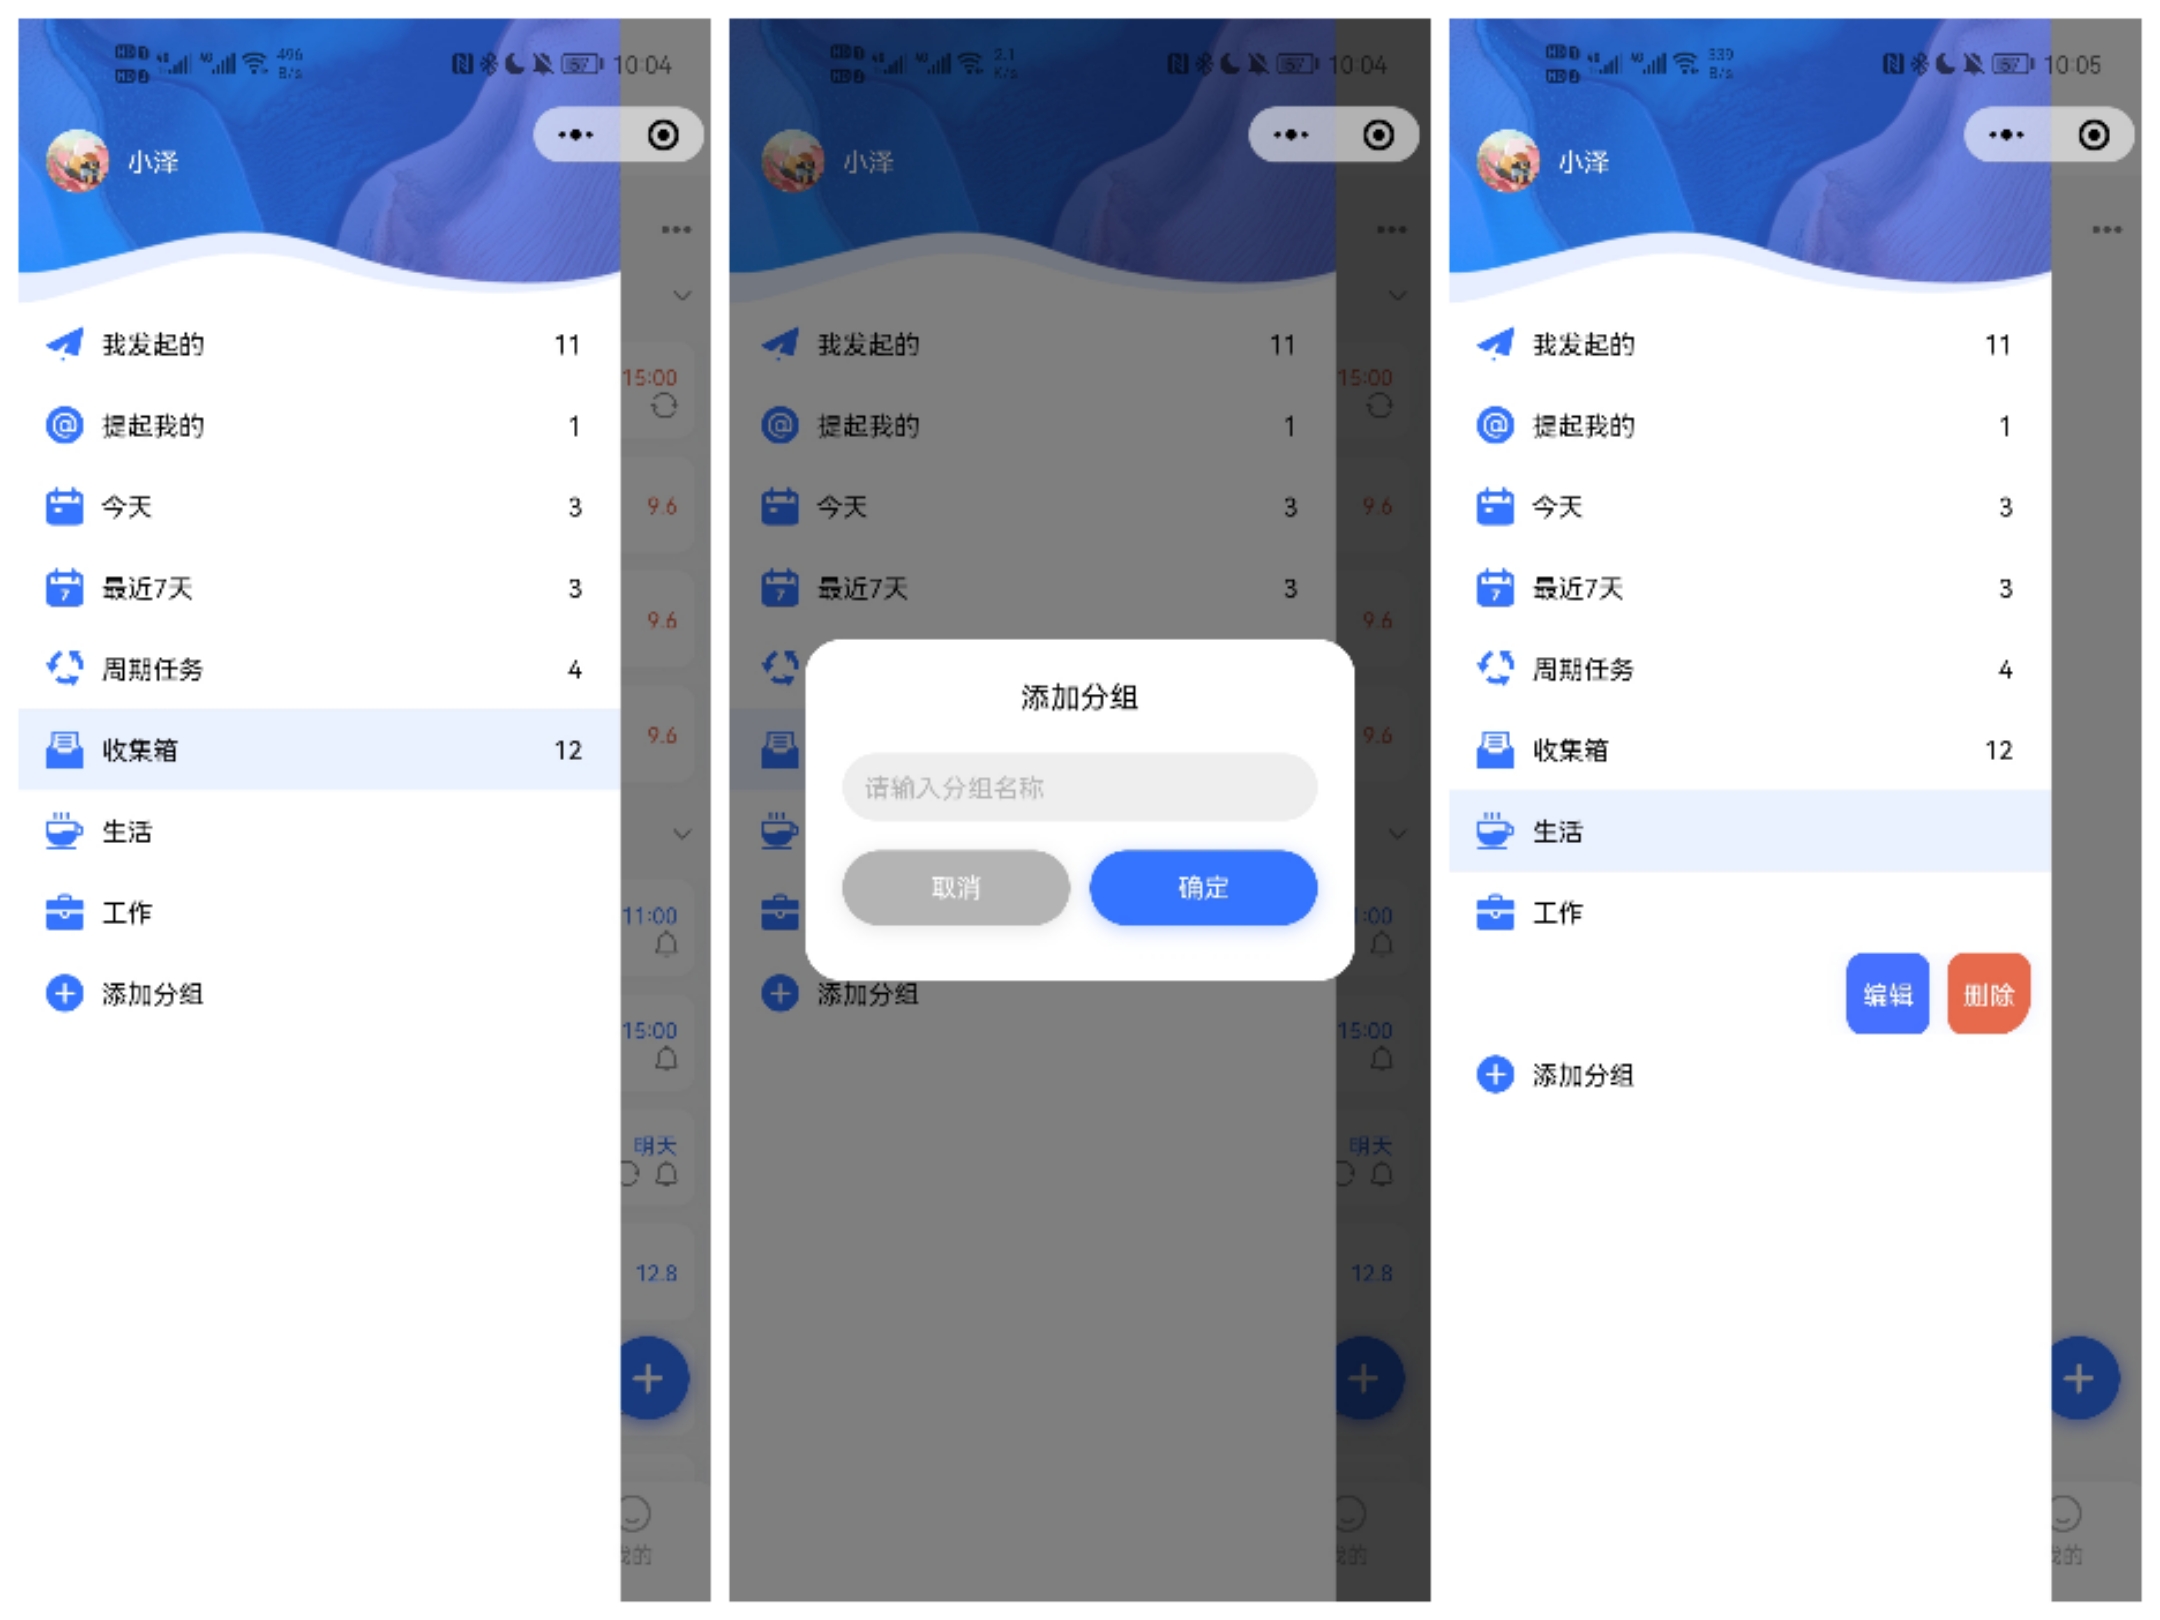 496
B/s
57
10:04
小泽
我发起的 11
15:00
提起我的 1
今天 3
9.6
最近7天 3
9.6
周期任务 4
收集箱 12
9.6
生活
工作
11:00
添加分组
15:00
明天
12.8
的
2.1
K/s
57
10:04
小泽
我发起的 11
15:00
提起我的 1
今天 3
9.6
最近7天 3
9.6
添加分组
9.6
请输入分组名称
取消
确定
:00
添加分组
15:00
明天
12.8
的
339
B/s
57
10:05
小泽
我发起的 11
提起我的 1
今天 3
最近7天 3
周期任务 4
收集箱 12
生活
工作
编辑
删除
添加分组
的